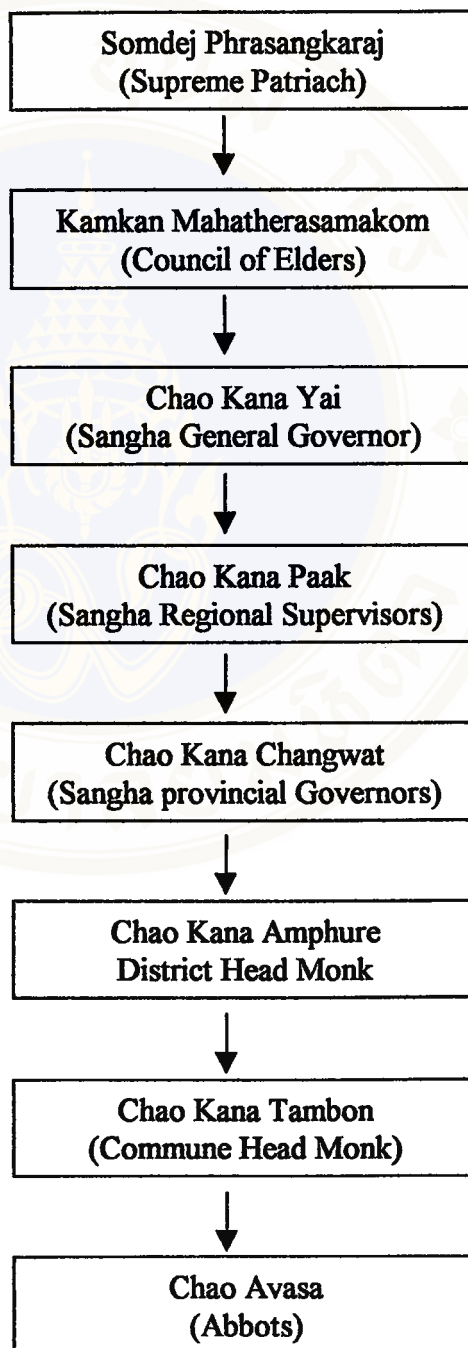 Somdej Phrasangkaraj
(Supreme Patriach)
Kamkan Mahatherasamakom
(Council of Elders)
Chao Kana Yai
(Sangha General Governor)
Chao Kana Paak
(Sangha Regional Supervisors)
Chao Kana Changwat
(Sangha provincial Governors)
Chao Kana Amphure
District Head Monk
Chao Kana Tambon
(Commune Head Monk)
Chao Avasa
(Abbots)